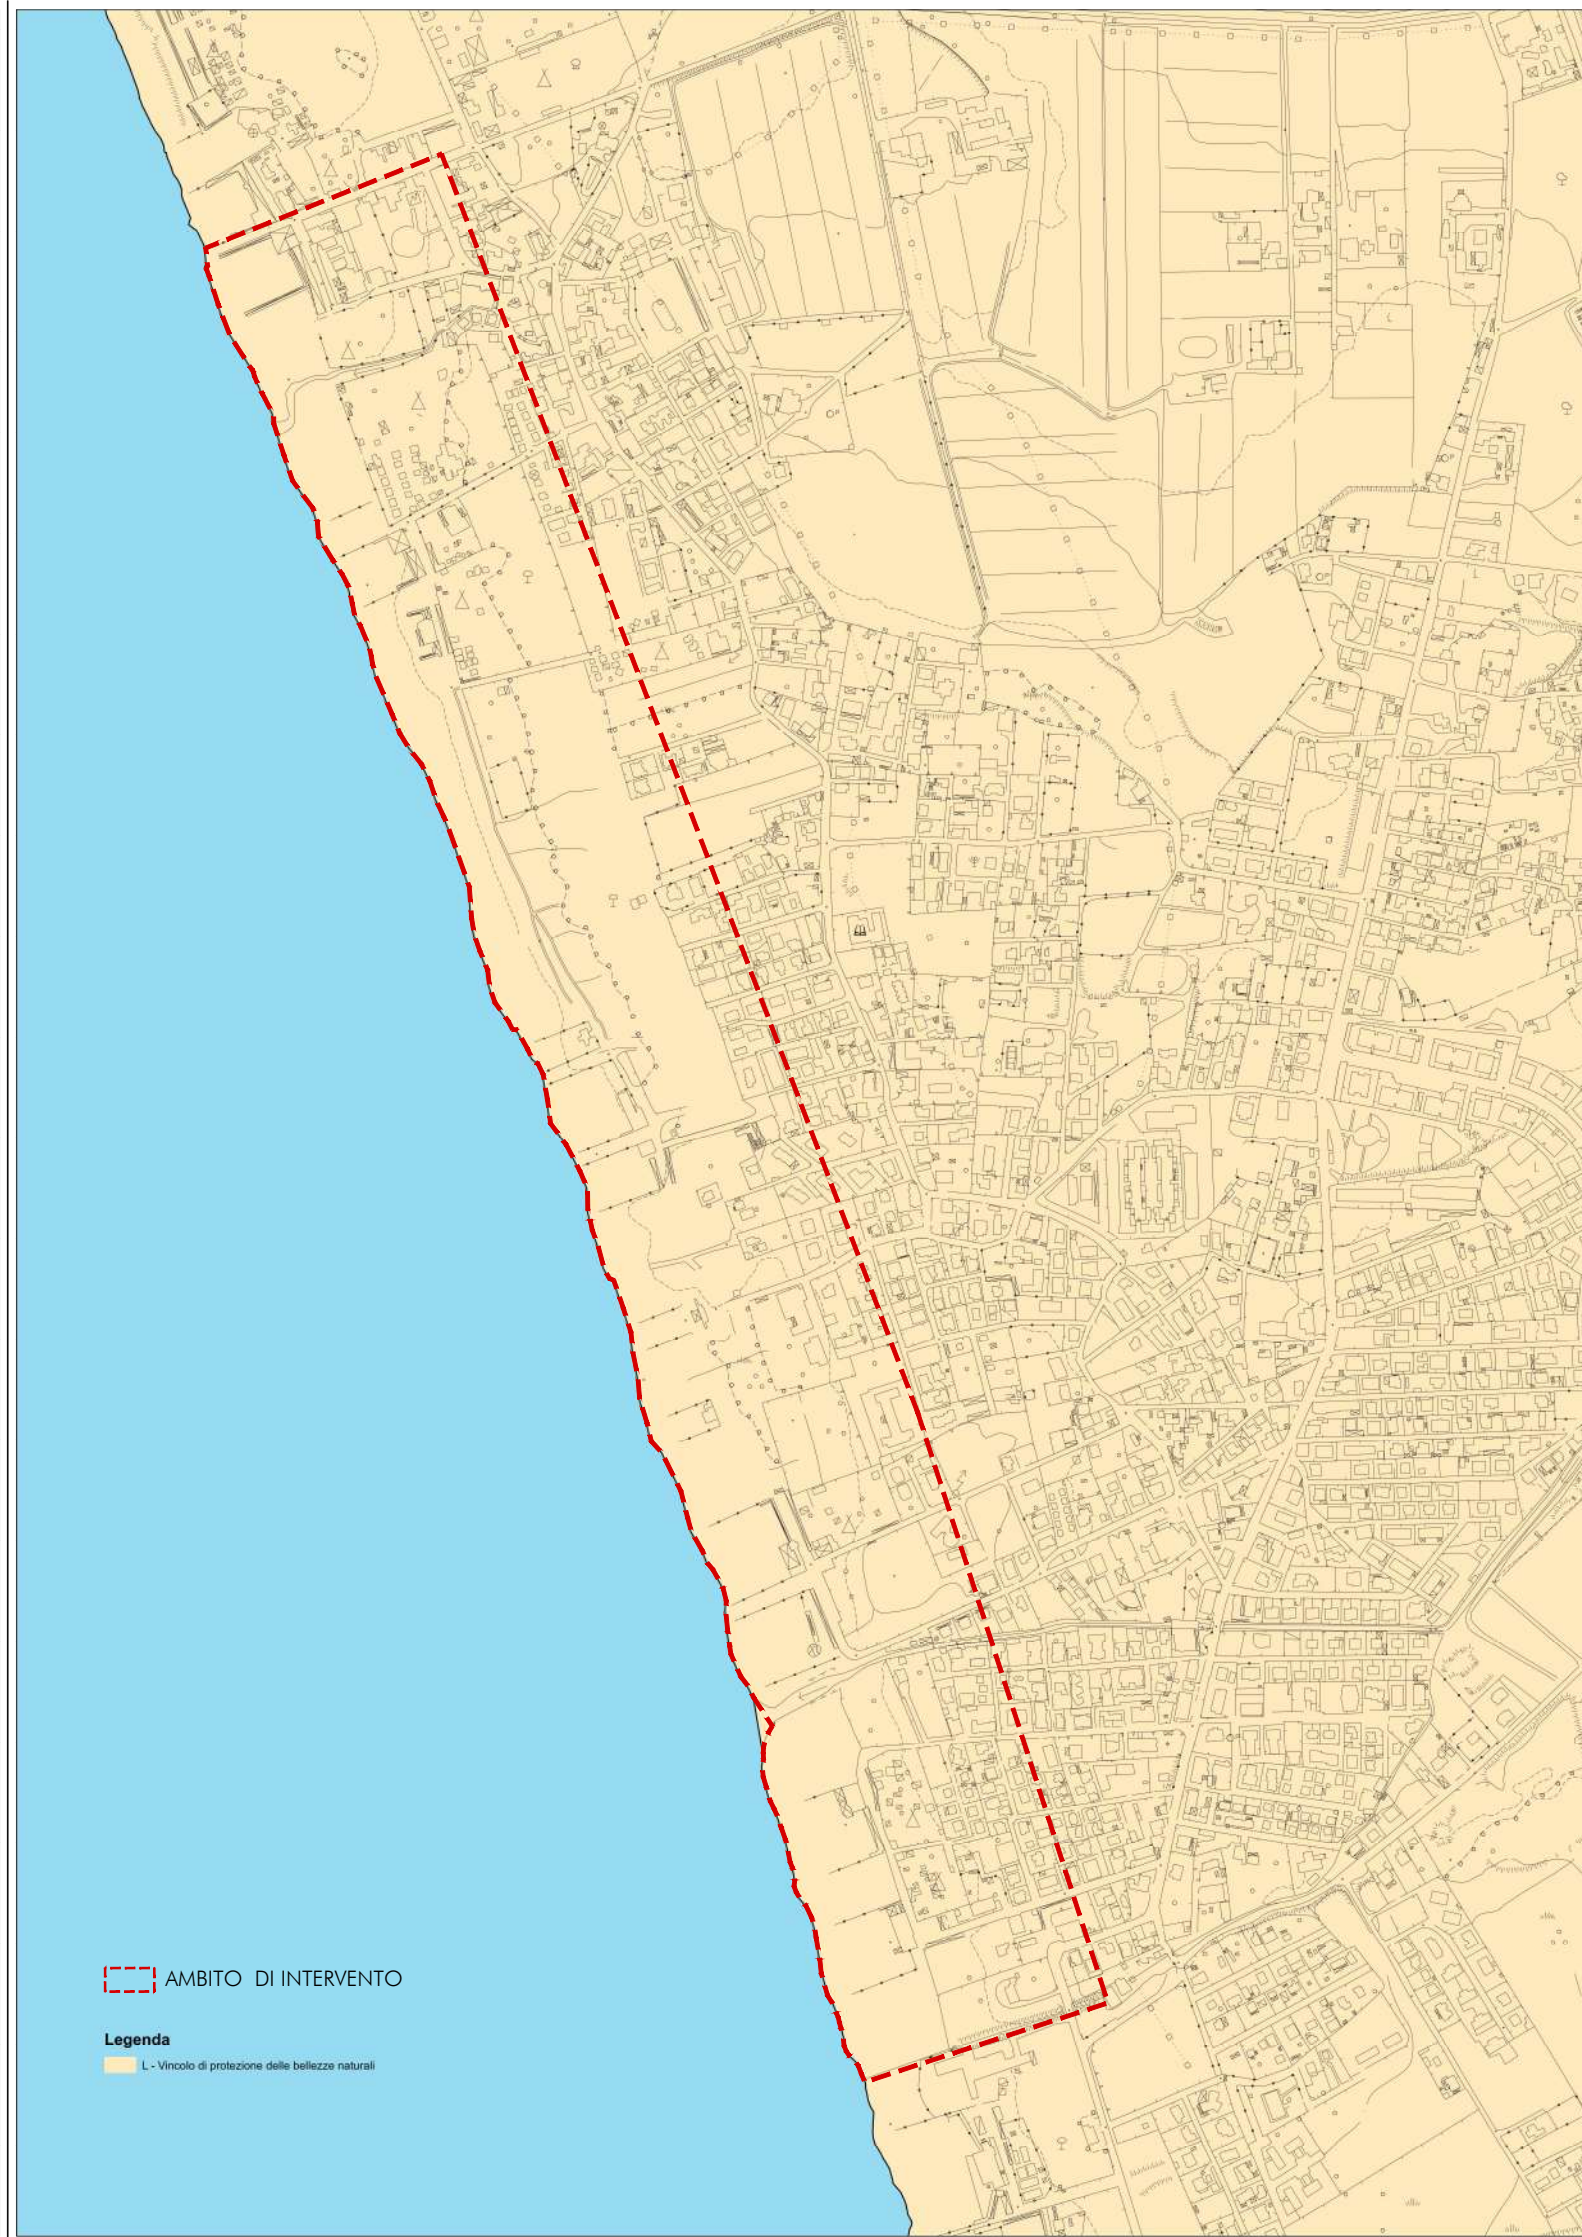 AMBITO DI INTERVENTO
Legenda
L - Vincolo di protezione delle bellezze naturali